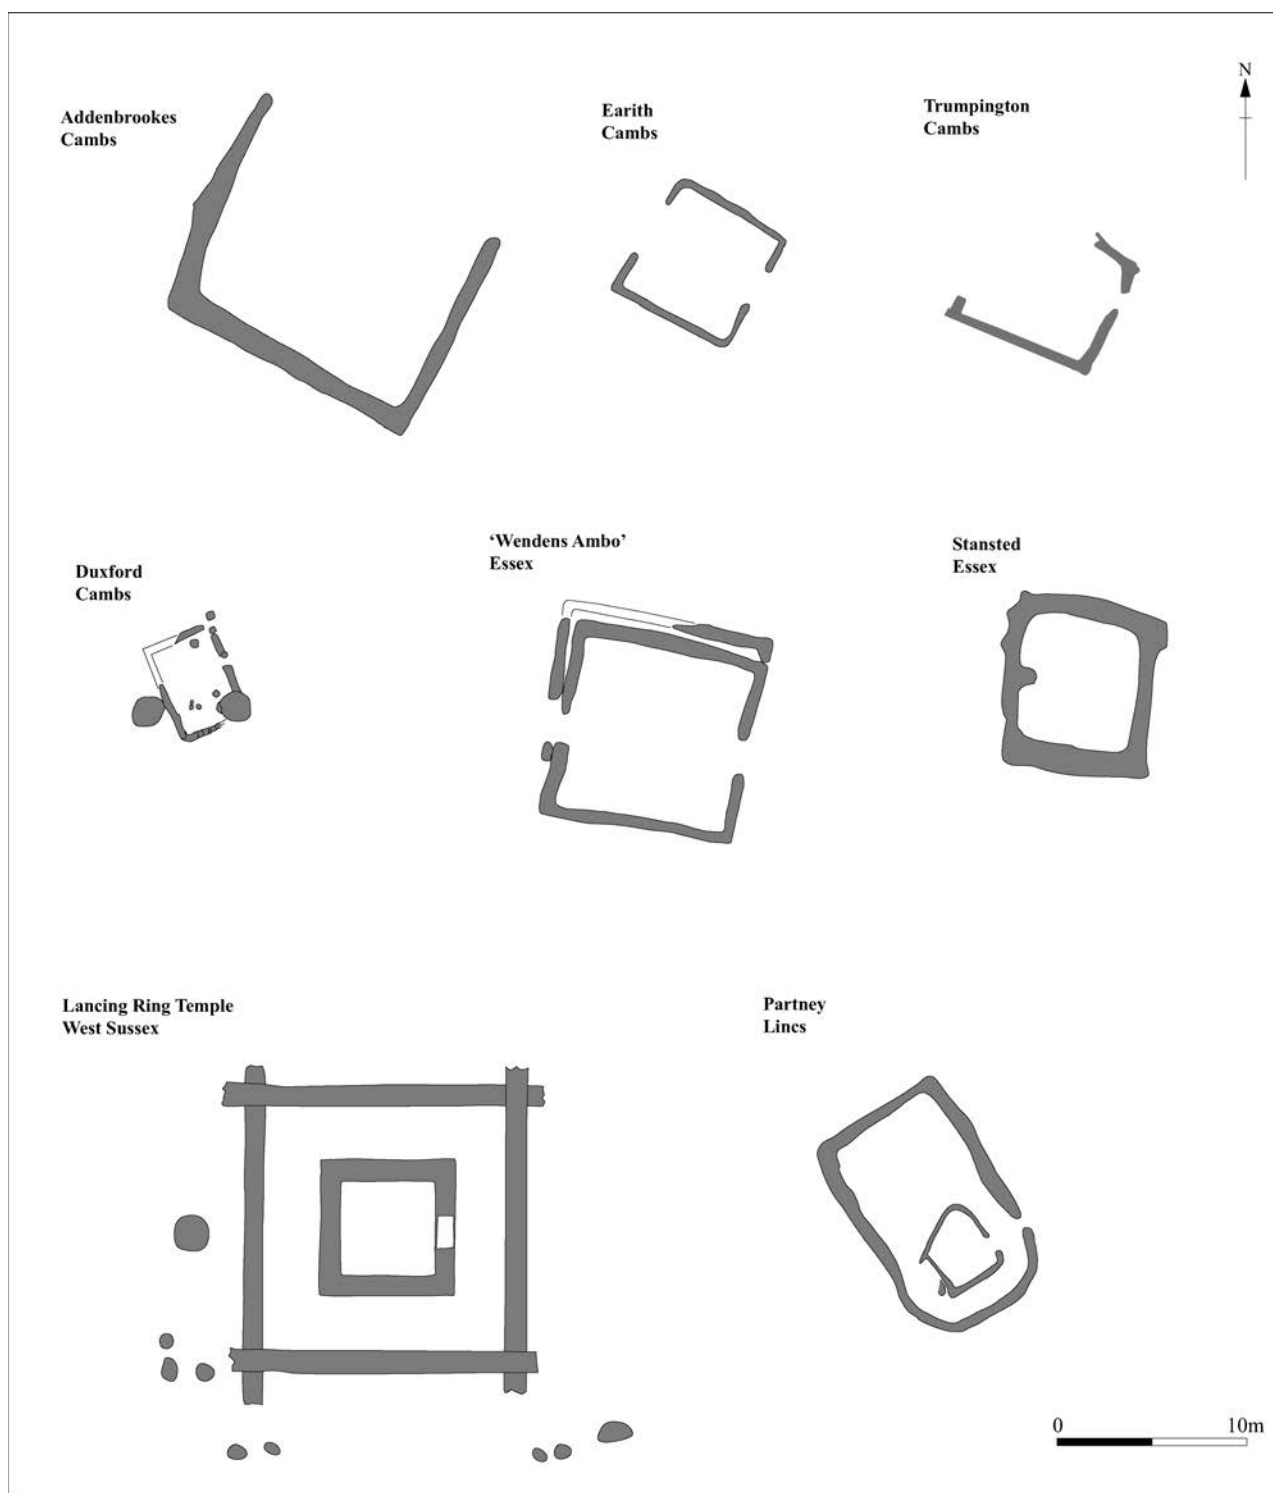 Addenbrookes
Cambs
Earith
Cambs
Trumpington
Cambs
N
Duxford
Cambs
‘Wendens Ambo’
Essex
Stansted
Essex
Lancing Ring Temple
West Sussex
Partney
Lincs
0 10m